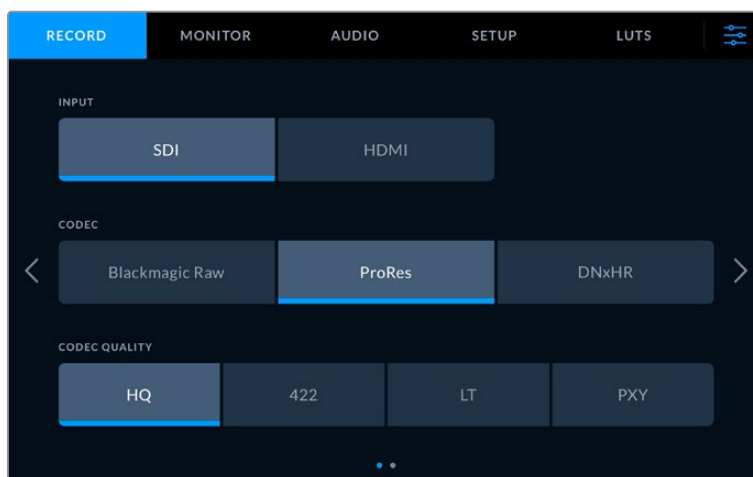 RECORD MONITOR AUDIO SETUP LUTS
INPUT
SDI HDMI
CODEC
Blackmagic Raw ProRes DNxHR
CODEC QUALITY
HQ 422 LT PXY